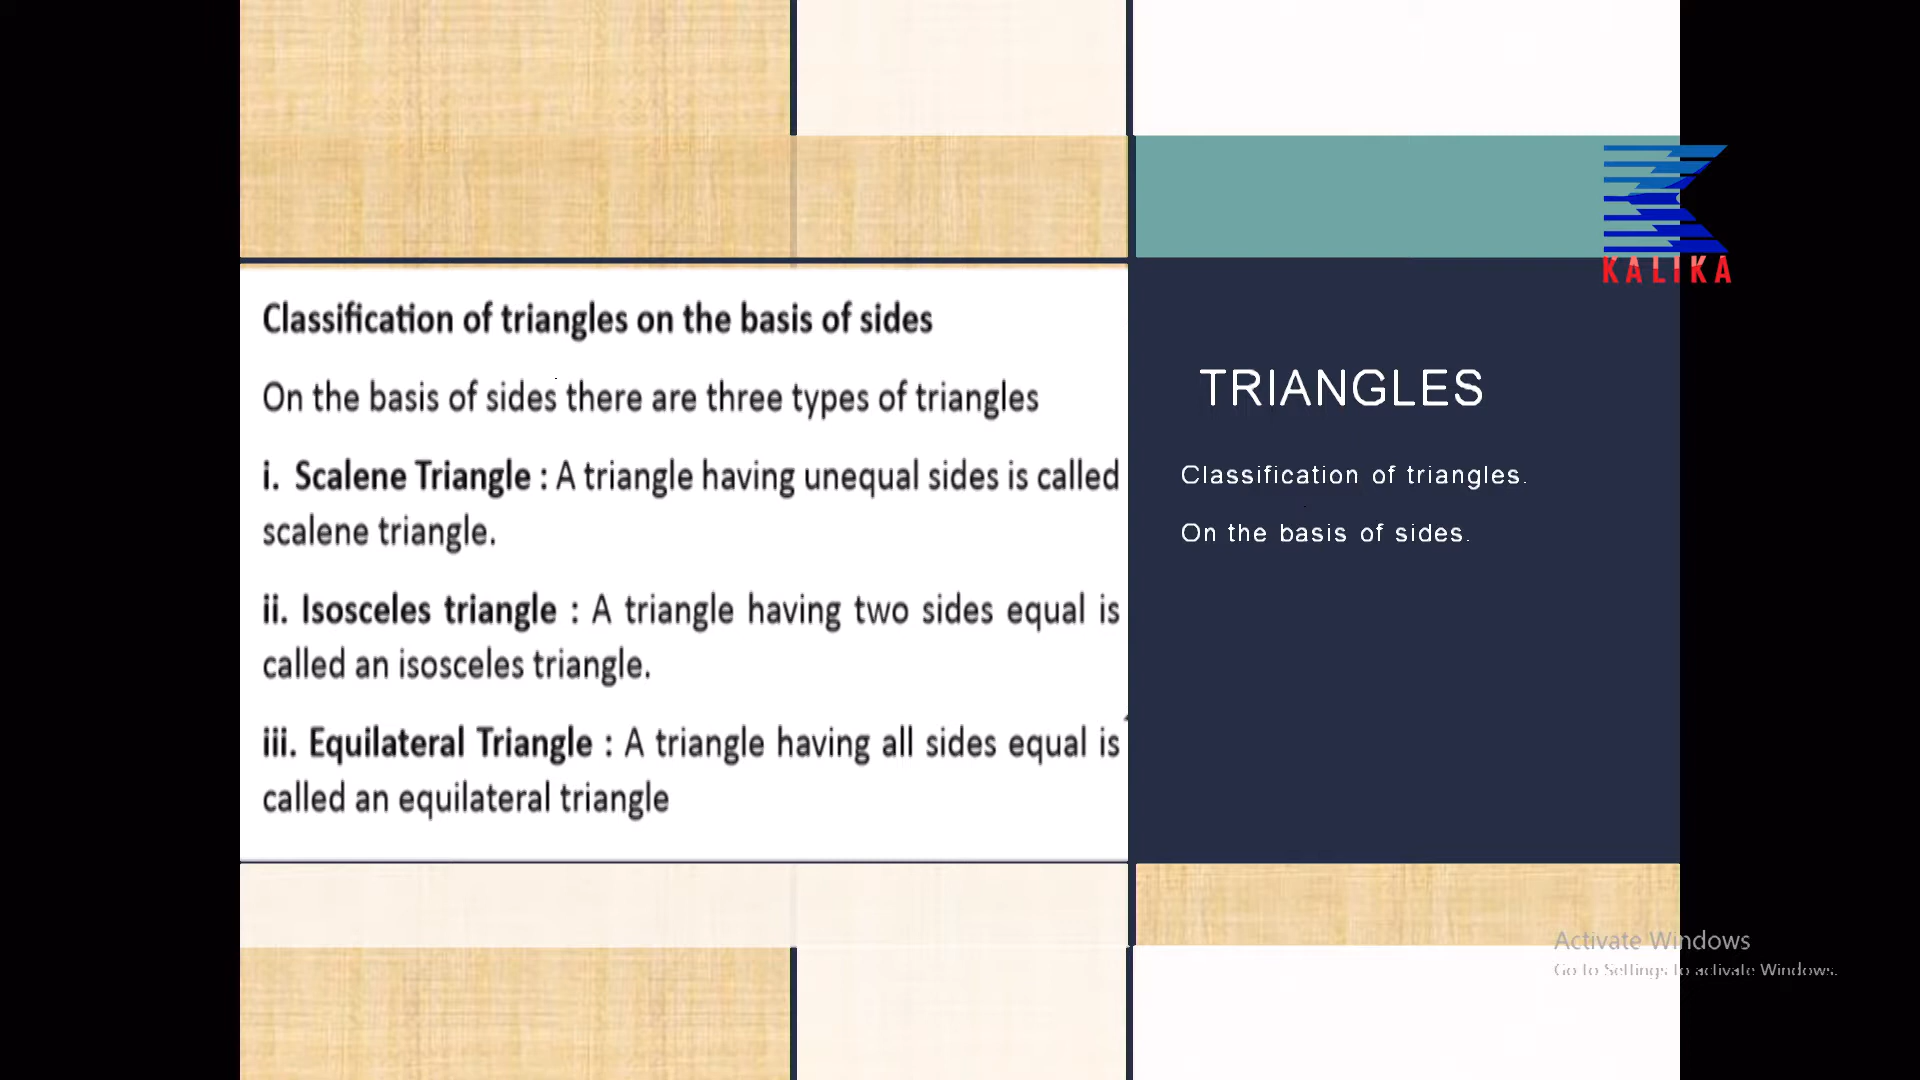 KALIKA
Classification of triangles on the basis of sides
On the basis of sides there are three types of triangles
i. Scalene Triangle : A triangle having unequal sides is called
scalene triangle.
ii. Isosceles triangle : A triangle having two sides equal is
called an isosceles triangle.
iii. Equilateral Triangle : A triangle having all sides equal is
called an equilateral triangle
TRIANGLES
Classification of triangles.
On the basis of sides.
Activate Windows
Go to Settings to activate Windows.